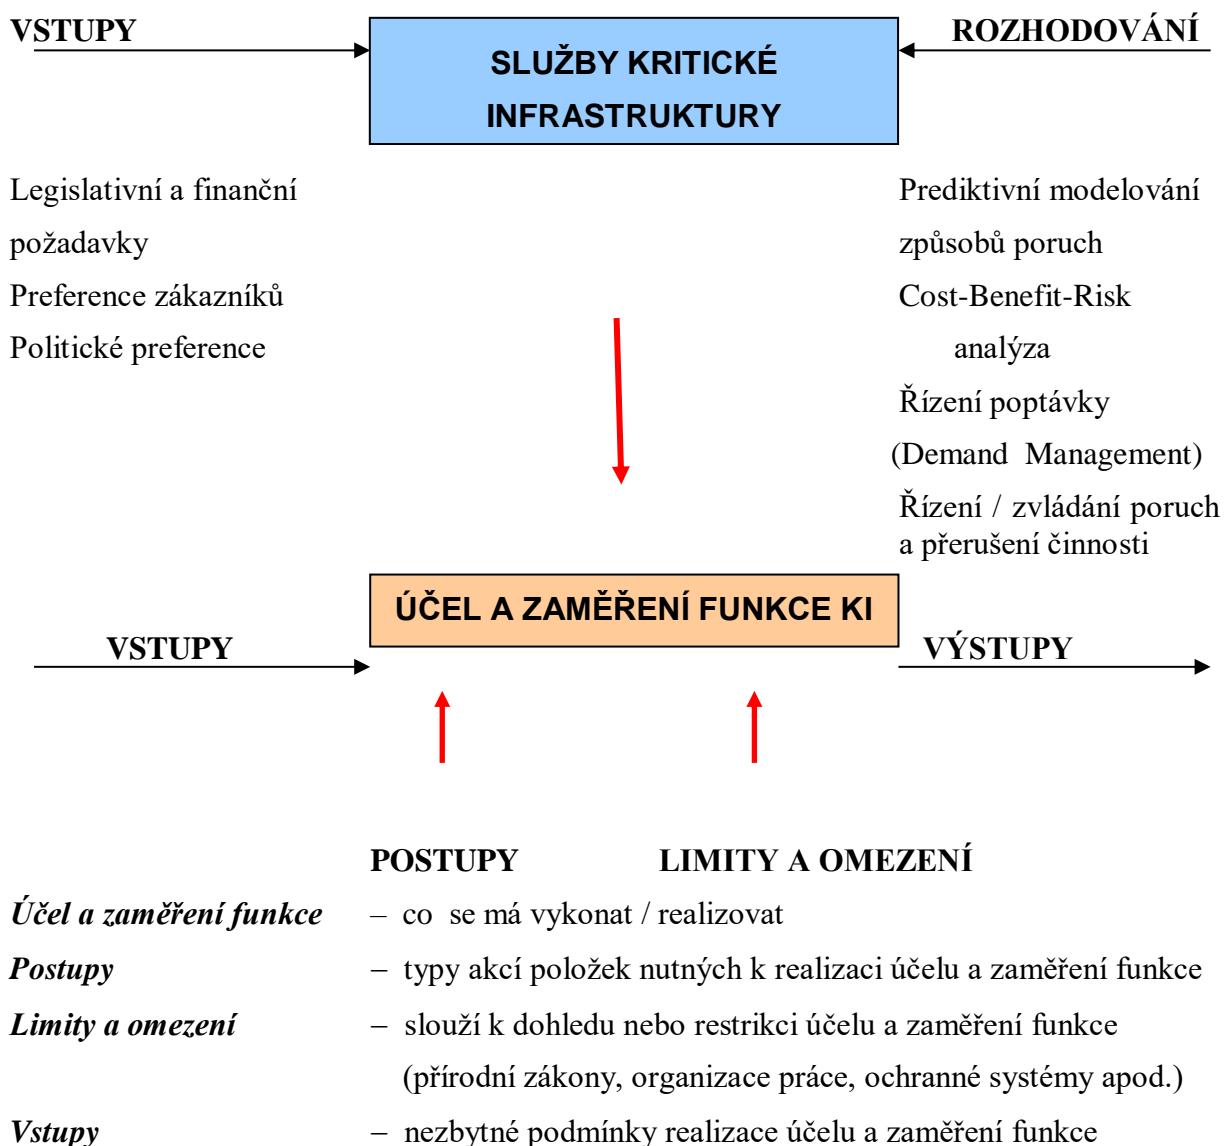 VSTUPY
ROZHODOVÁNÍ
SLUŽBY KRITICKÉ
INFRASTRUKTURY
Legislativní a finanční
požadavky
Preference zákazníků
Politické preference
Prediktivní modelování
způsobů poruch
Cost-Benefit-Risk
analýza
Řízení poptávky
(Demand Management)
Řízení / zvládání poruch
a přerušení činnosti
ÚČEL A ZAMĚŘENÍ FUNKCE KI
VSTUPY
VÝSTUPY
POSTUPY LIMITY A OMEZENÍ
Účel a zaměření funkce – co se má vykonat / realizovat
Postupy – typy akcí položek nutných k realizaci účelu a zaměření funkce
Limity a omezení – slouží k dohledu nebo restrikci účelu a zaměření funkce
(přírodní zákony, organizace práce, ochranné systémy apod.)
Vstupy – nezbytné podmínky realizace účelu a zaměření funkce